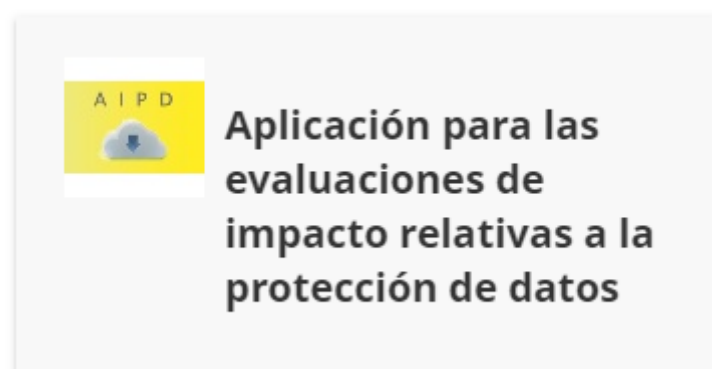 A I P D
Aplicación para las
evaluaciones de
impacto relativas a la
protección de datos